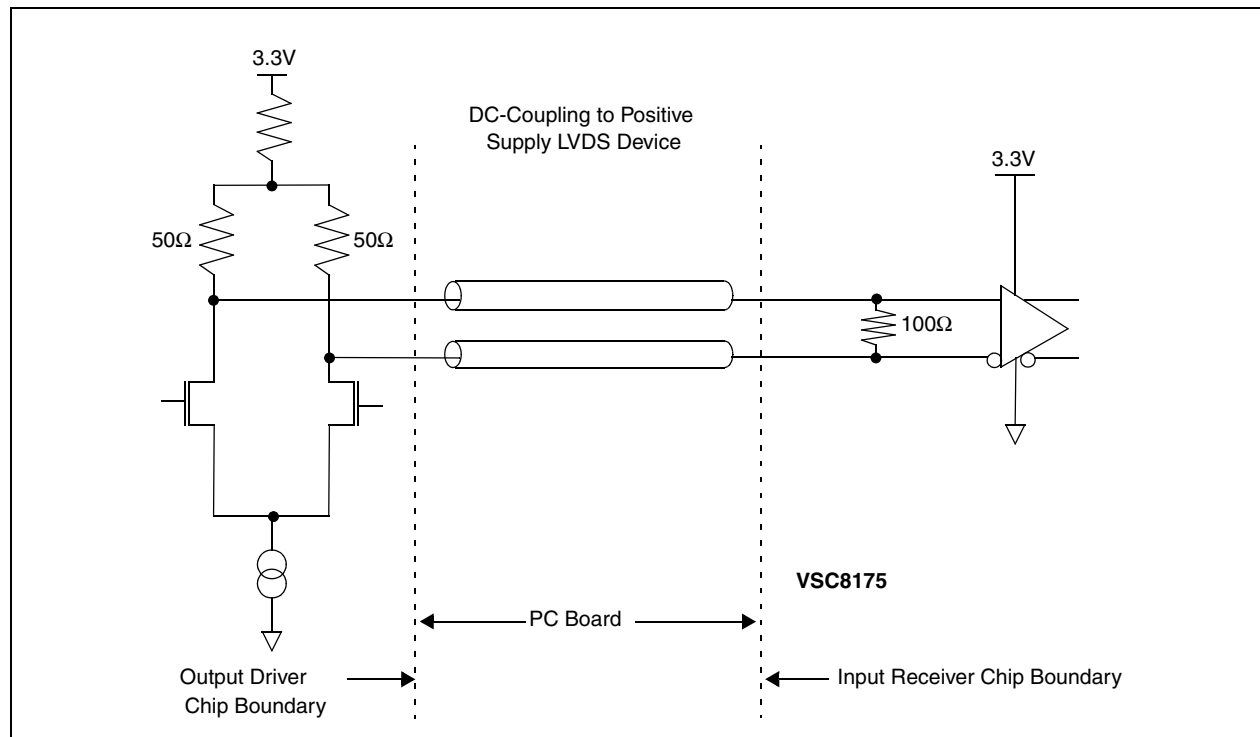 3.3V
DC-Coupling to Positive
Supply LVDS Device
3.3V
50Ω
50Ω
100Ω
VSC8175
PC Board
Output Driver
Chip Boundary
Input Receiver Chip Boundary